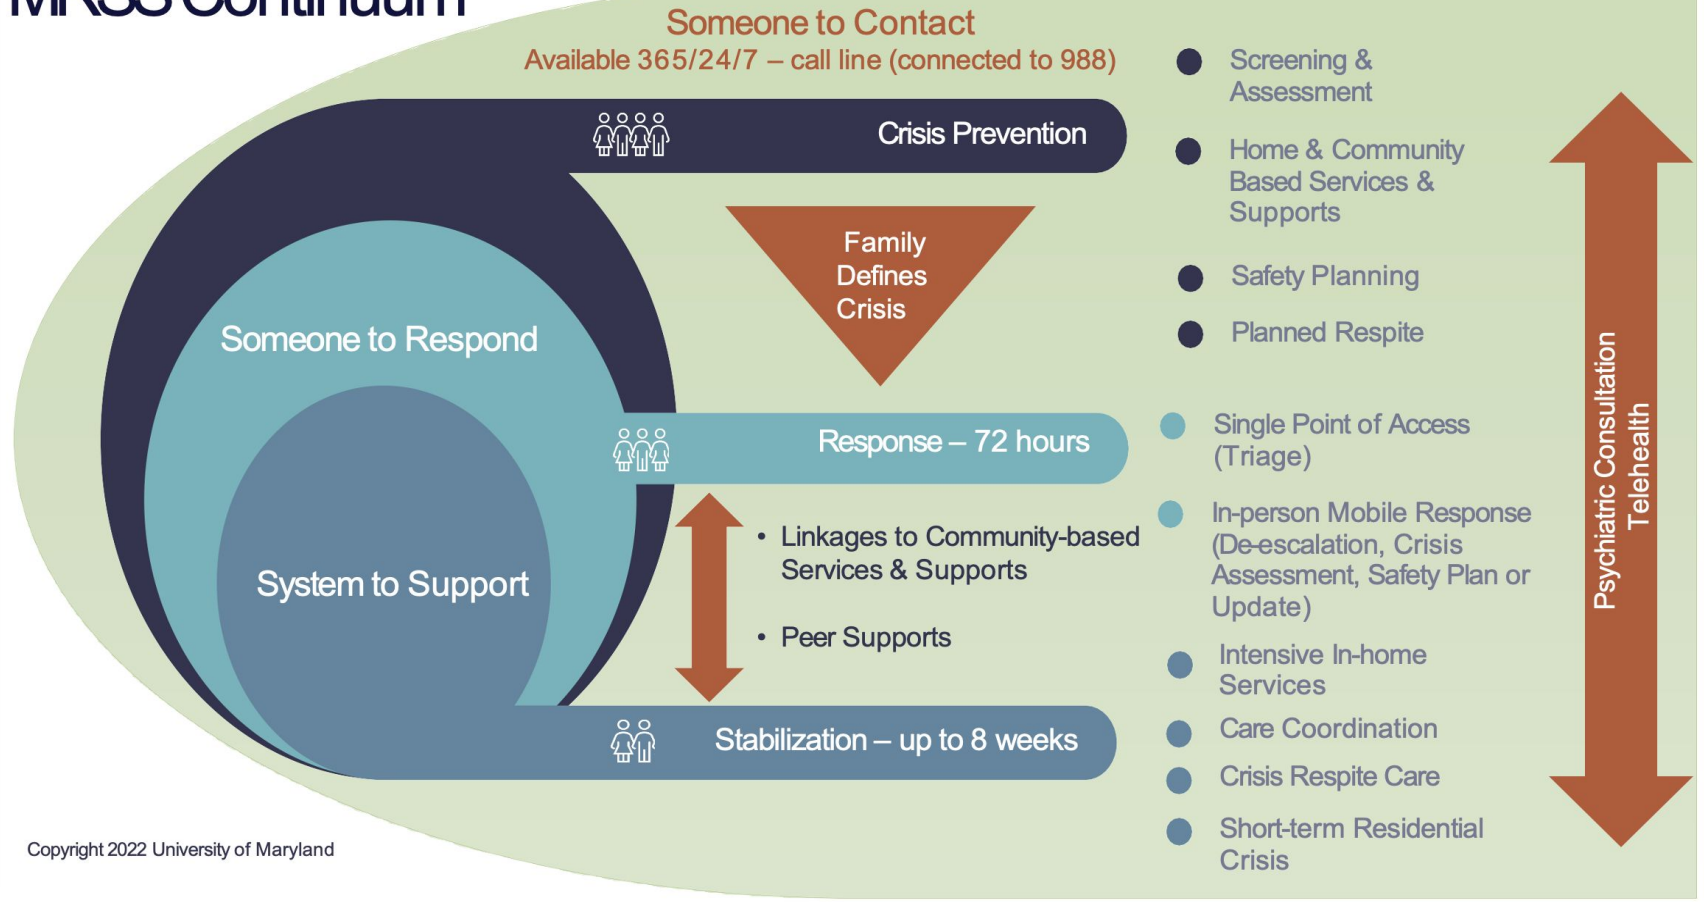 MRSS Continuum
Someone to Contact
Available 365/24/7 – call line (connected to 988)
Crisis Prevention
Family
Defines
Crisis
Someone to Respond
Response – 72 hours
• Linkages to Community-based
Services & Supports
• Peer Supports
System to Support
Stabilization – up to 8 weeks
Screening &
Assessment
Home & Community
Based Services &
Supports
Safety Planning
Planned Respite
Single Point of Access
(Triage)
In-person Mobile Response
(De-escalation, Crisis
Assessment, Safety Plan or
Update)
Intensive In-home
Services
Care Coordination
Crisis Respite Care
Short-term Residential
Crisis
Psychiatric Consultation
Telehealth
Copyright 2022 University of Maryland